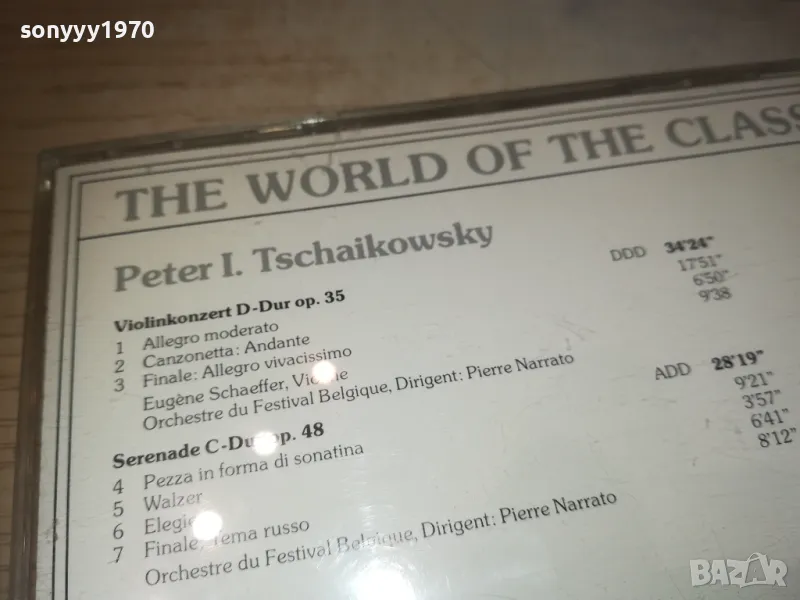 sonyyy1970
THE WORLD OF THE CLASS
Peter I. Tschaikowsky
Violinkonzert D-Dur op. 35 DDD 34'24"
1 Allegro moderato 17'51"
2 Canzonetta: Andante 6'50"
3 Finale: Allegro vivacissimo 9'38
Eugène Schaeffer,
Orchestre du Festival Belgique, Dirigent: Pierre Narrato
Serenade C-Dur op. 48 ADD 28'19"
4 Pezza in forma di sonatina 9'21"
5 Walzer 3'57"
6 Elegie 6'41"
7 Finale, Tema russo 8'12"
Orchestre du Festival Belgique, Dirigent: Pierre Narrato
BAZAR